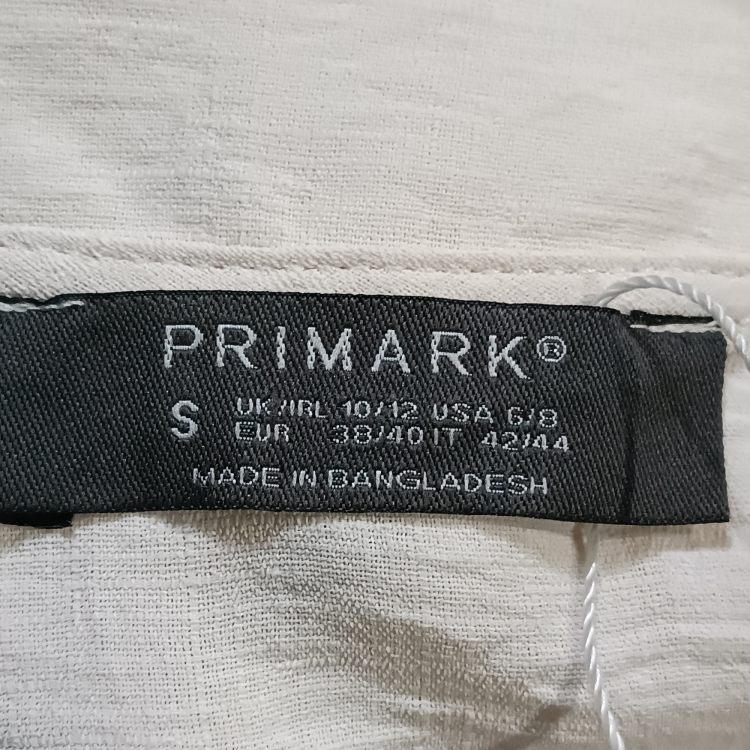 PRIMARK®
S UK/IRL 10/12 USA 6/8
EUR 38/40 IT 42/44
MADE IN BANGLADESH